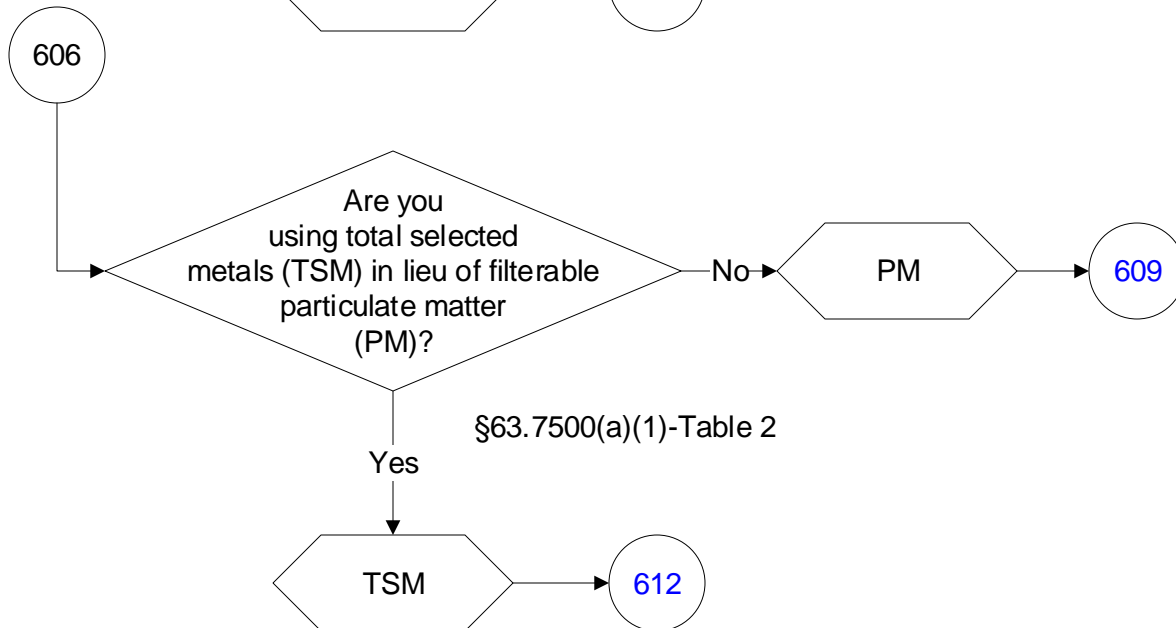 606
Are you
using total selected
metals (TSM) in lieu of filterable
particulate matter
(PM)?
No
PM
609
§63.7500(a)(1)-Table 2
Yes
TSM
612